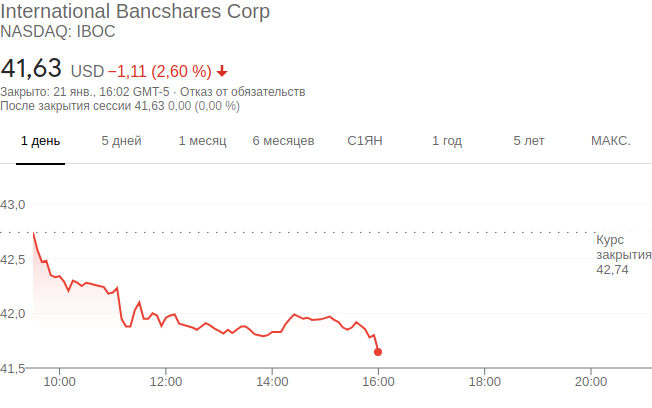 International Bancshares Corp
NASDAQ: IBOC
41,63 USD −1,11 (2,60 %)
Закрыто: 21 янв., 16:02 GMT-5 · Отказ от обязательств
После закрытия сессии 41,63 0,00 (0,00 %)
1 день 5 дней 1 месяц 6 месяцев С1ЯН 1 год 5 лет МАКС.
43,0
Курс
закрытия
42,74
42,5
42,0
41,5
10:00 12:00 14:00 16:00 18:00 20:00